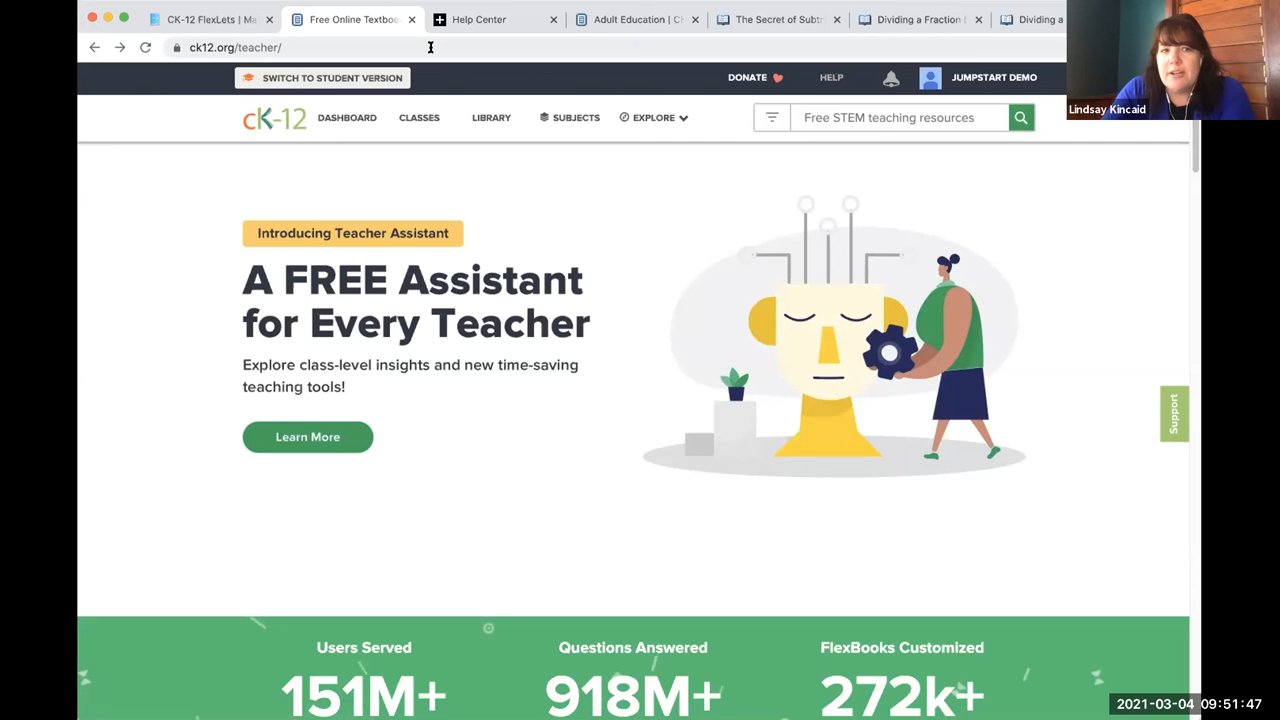 CK-12 FlexLets | Me
Free Online Textboo
Help Center
Adult Education | Ck
The Secret of Subtr
Dividing a Fraction |
Dividing a
ck12.org/teacher/
Lindsay Kincaid
SWITCH TO STUDENT VERSION
DONATE
HELP
JUMPSTART DEMO
cK-12
DASHBOARD
CLASSES
LIBRARY
SUBJECTS
EXPLORE
Free STEM teaching resources
Introducing Teacher Assistant
A FREE Assistant
for Every Teacher
Explore class-level insights and new time-saving
teaching tools!
Learn More
Support
Users Served
Questions Answered
FlexBooks Customized
151M+
918M+
272k+
2021-03-04 09:51:47